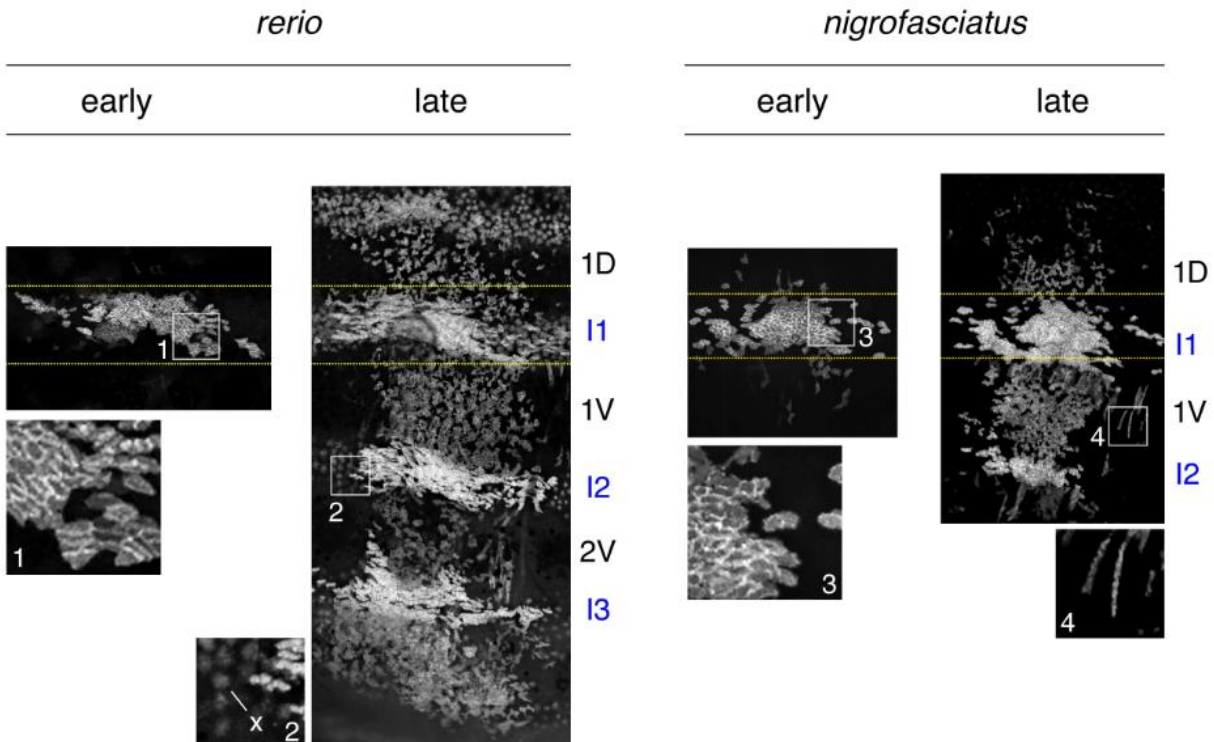 rerio
nigrofasciatus
early
late
early
late
1D
I1
1V
I2
2V
I3
1D
I1
1V
I2
1
2
3
4
1
x
2
3
4